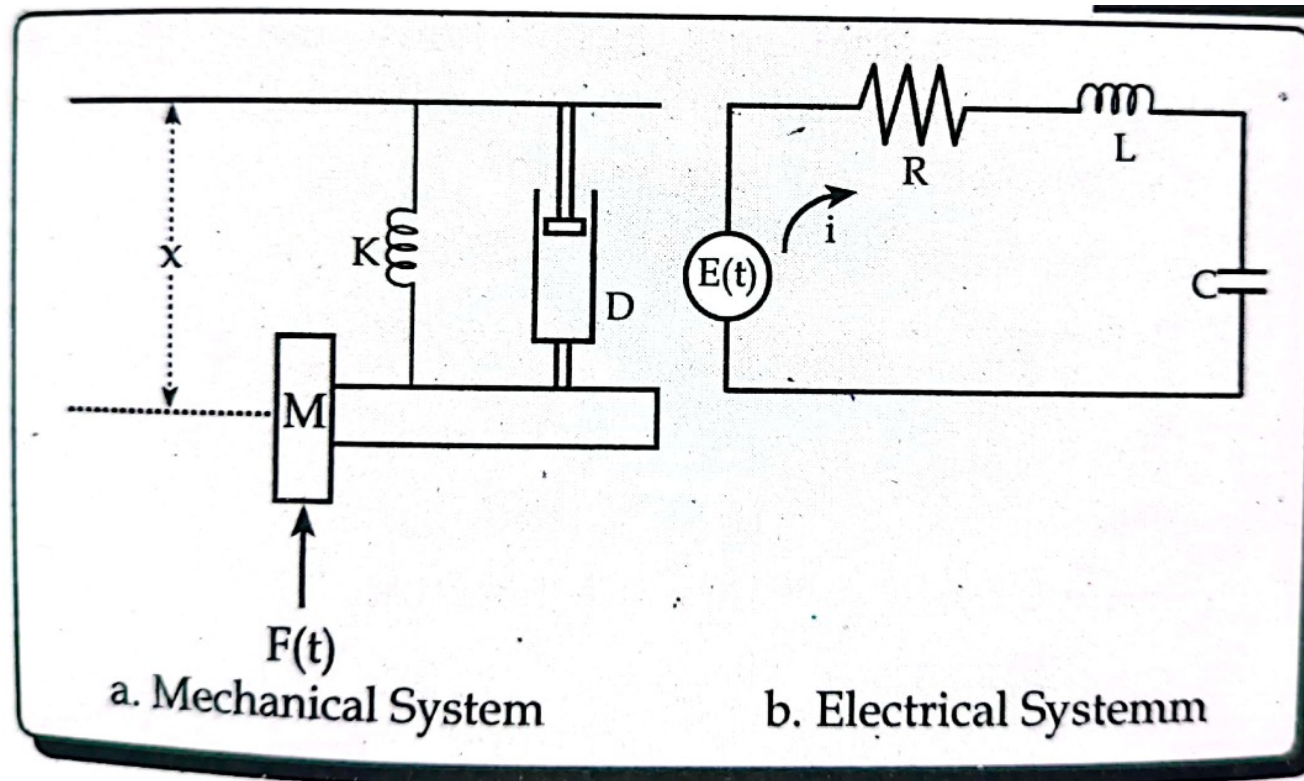 x
K
D
M
F(t)
a. Mechanical System
R
L
i
E(t)
C
b. Electrical Systemm